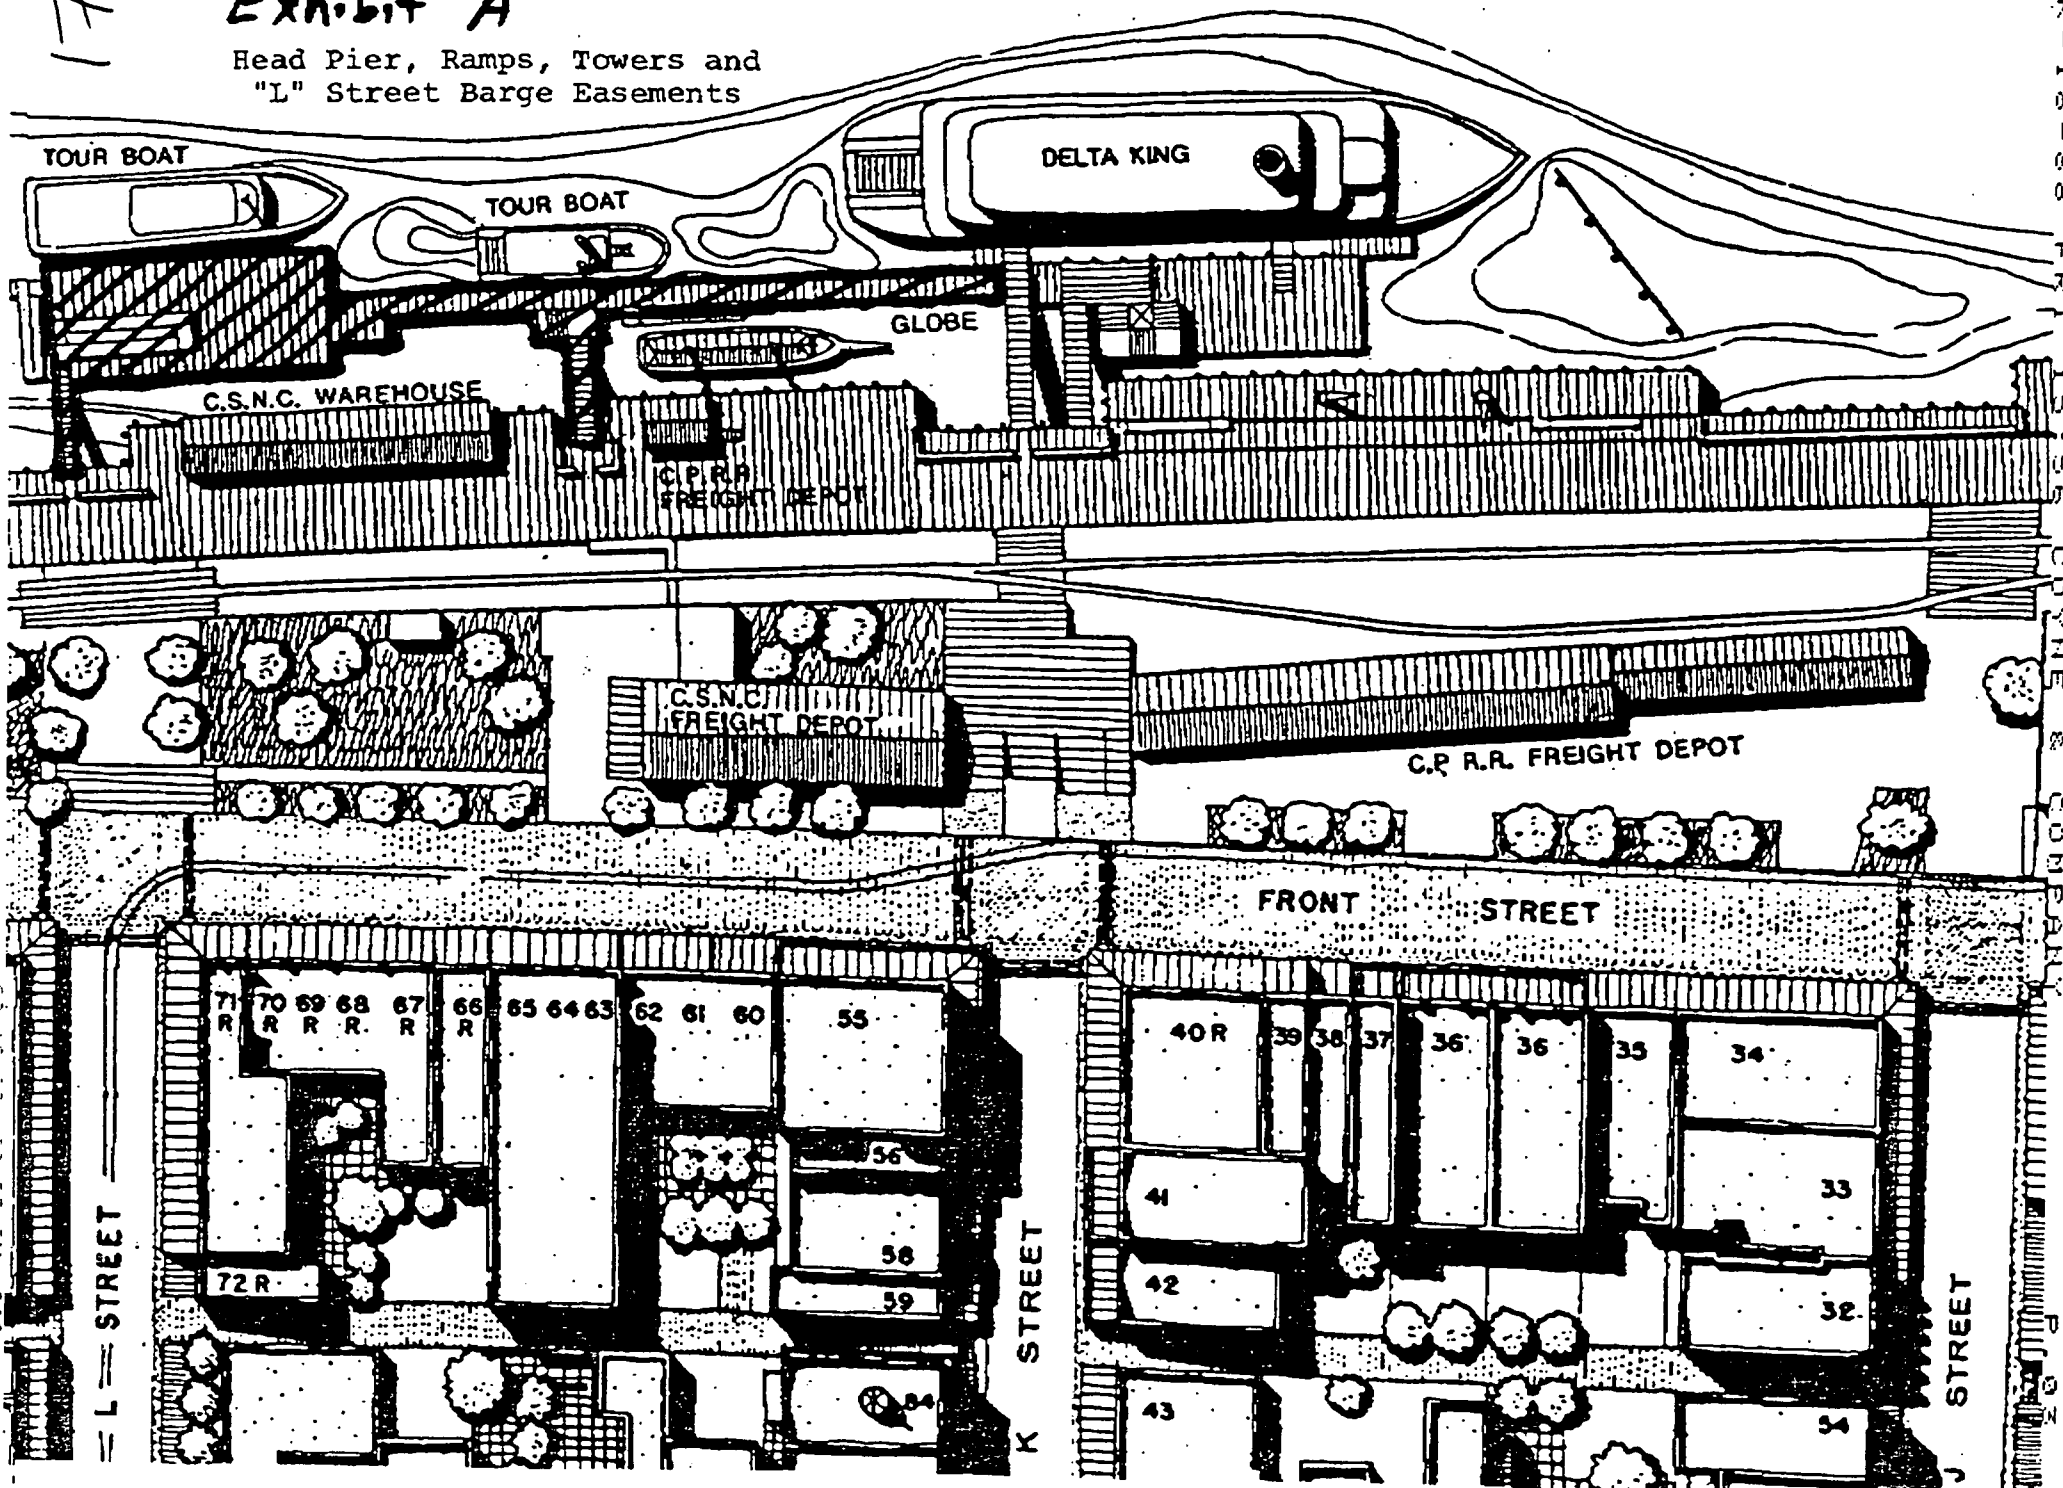 Exhibit A
Head Pier, Ramps, Towers and
"L" Street Barge Easements
TOUR BOAT
TOUR BOAT
DELTA KING
GLOBE
C.S.N.C. WAREHOUSE
C.P.R.R.
FREIGHT DEPOT
C.S.N.C.
FREIGHT DEPOT
C.P. R.R. FREIGHT DEPOT
FRONT STREET
71 R
70 R
69 R
68 R.
67 R
66 R
65 64 63 62 61 60 55
40 R 39 38 37 36 36 35 34
56
58
59
72 R
41
33
42
32
43
54
L STREET
K STREET
J STREET